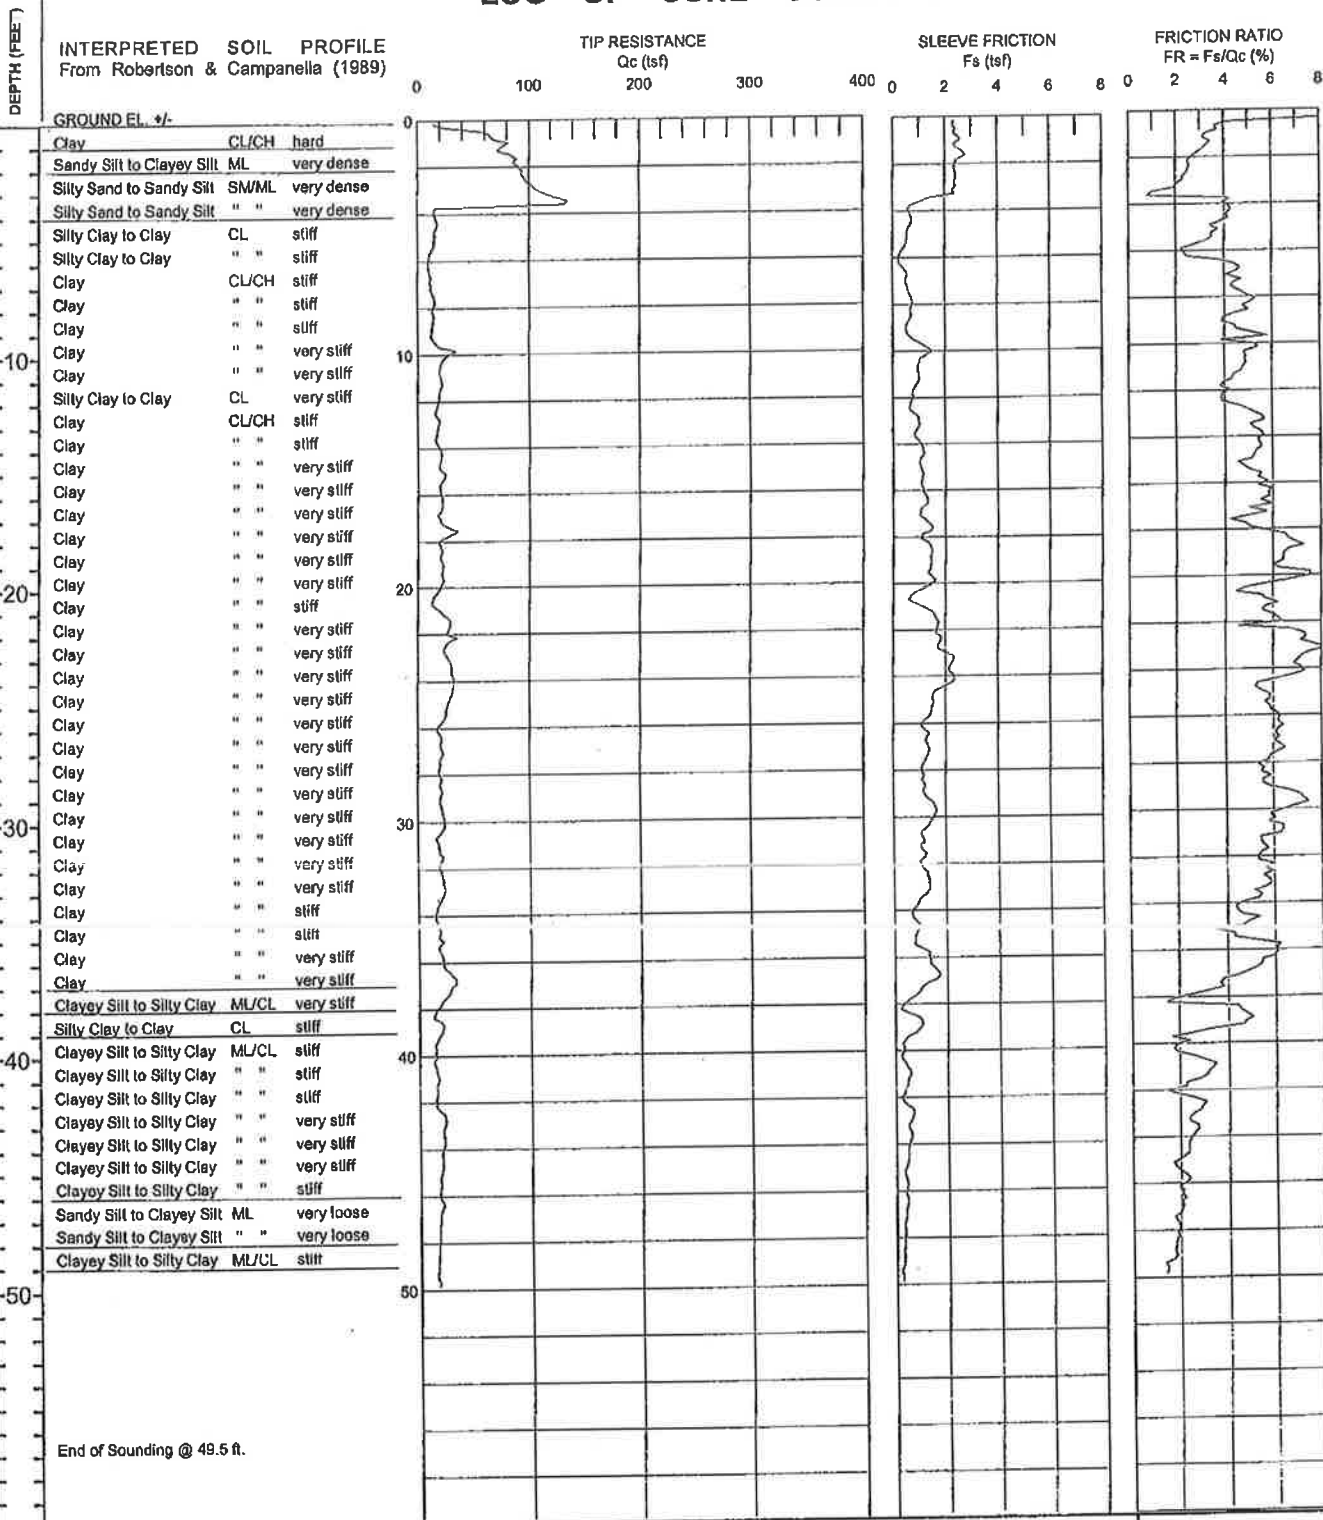 DEPTH (FEET)
INTERPRETED SOIL PROFILE
From Robertson & Campanella (1989)
TIP RESISTANCE
Qc (tsf)
0 100 200 300 400
SLEEVE FRICTION
Fs (tsf)
0 2 4 6 8
FRICTION RATIO
FR = Fs/Qc (%)
0 2 4 6 8
GROUND EL. +/-
0
Clay CL/CH hard
Sandy Silt to Clayey Silt ML very dense
Silty Sand to Sandy Silt SM/ML very dense
Silty Sand to Sandy Silt " " very dense
Silty Clay to Clay CL stiff
Silty Clay to Clay " " stiff
Clay CL/CH stiff
Clay " " stiff
Clay " " stiff
10 Clay " " very stiff 10
Clay " " very stiff
Silty Clay to Clay CL very stiff
Clay CL/CH stiff
Clay " " stiff
Clay " " very stiff
Clay " " very stiff
Clay " " very stiff
Clay " " very stiff
Clay " " very stiff
Clay " " very stiff
20 Clay " " stiff 20
Clay " " very stiff
Clay " " very stiff
Clay " " very stiff
Clay " " very stiff
Clay " " very stiff
Clay " " very stiff
Clay " " very stiff
Clay " " very stiff
Clay " " very stiff
30 Clay " " very stiff 30
Clay " " very stiff
Clay " " very stiff
Clay " " stiff
Clay " " stiff
Clay " " very stiff
Clay " " very stiff
Clayey Silt to Silty Clay ML/CL very stiff
Silty Clay to Clay CL stiff
40 Clayey Silt to Silty Clay ML/CL stiff 40
Clayey Silt to Silty Clay " " stiff
Clayey Silt to Silty Clay " " stiff
Clayey Silt to Silty Clay " " very stiff
Clayey Silt to Silty Clay " " very stiff
Clayey Silt to Silty Clay " " very stiff
Clayey Silt to Silty Clay " " stiff
Sandy Silt to Clayey Silt ML very loose
Sandy Silt to Clayey Silt " " very loose
Clayey Silt to Silty Clay ML/CL stiff
50 50
End of Sounding @ 49.5 ft.